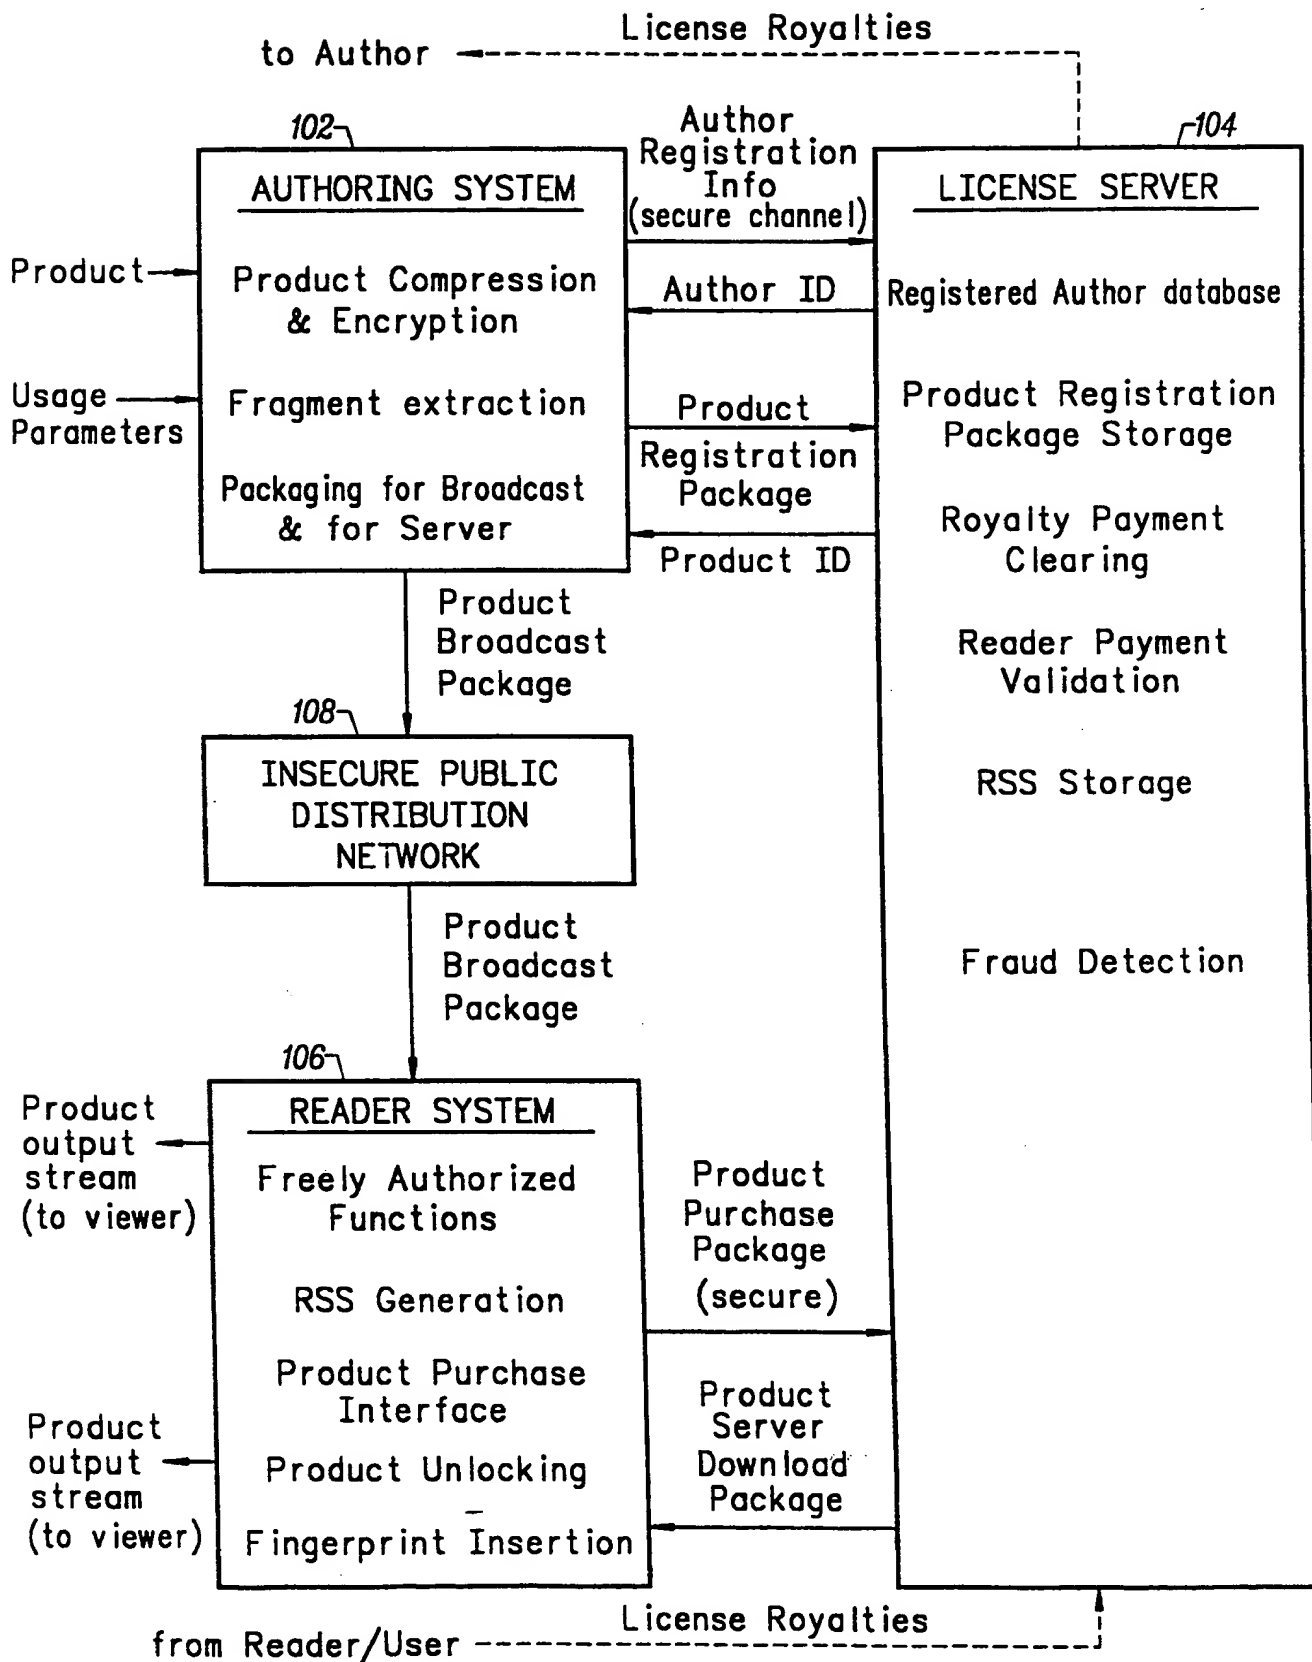 License Royalties
to Author
102
104
AUTHORING SYSTEM
Product Compression
& Encryption
Fragment extraction
Packaging for Broadcast
& for Server
Product
Usage
Parameters
Author
Registration
Info
(secure channel)
Author ID
Product
Registration
Package
Product ID
LICENSE SERVER
Registered Author database
Product Registration
Package Storage
Royalty Payment
Clearing
Reader Payment
Validation
RSS Storage
Fraud Detection
Product
Broadcast
Package
108
INSECURE PUBLIC
DISTRIBUTION
NETWORK
Product
Broadcast
Package
106
READER SYSTEM
Freely Authorized
Functions
RSS Generation
Product Purchase
Interface
Product Unlocking
Fingerprint Insertion
Product
output
stream
(to viewer)
Product
output
stream
(to viewer)
Product
Purchase
Package
(secure)
Product
Server
Download
Package
License Royalties
from Reader/User